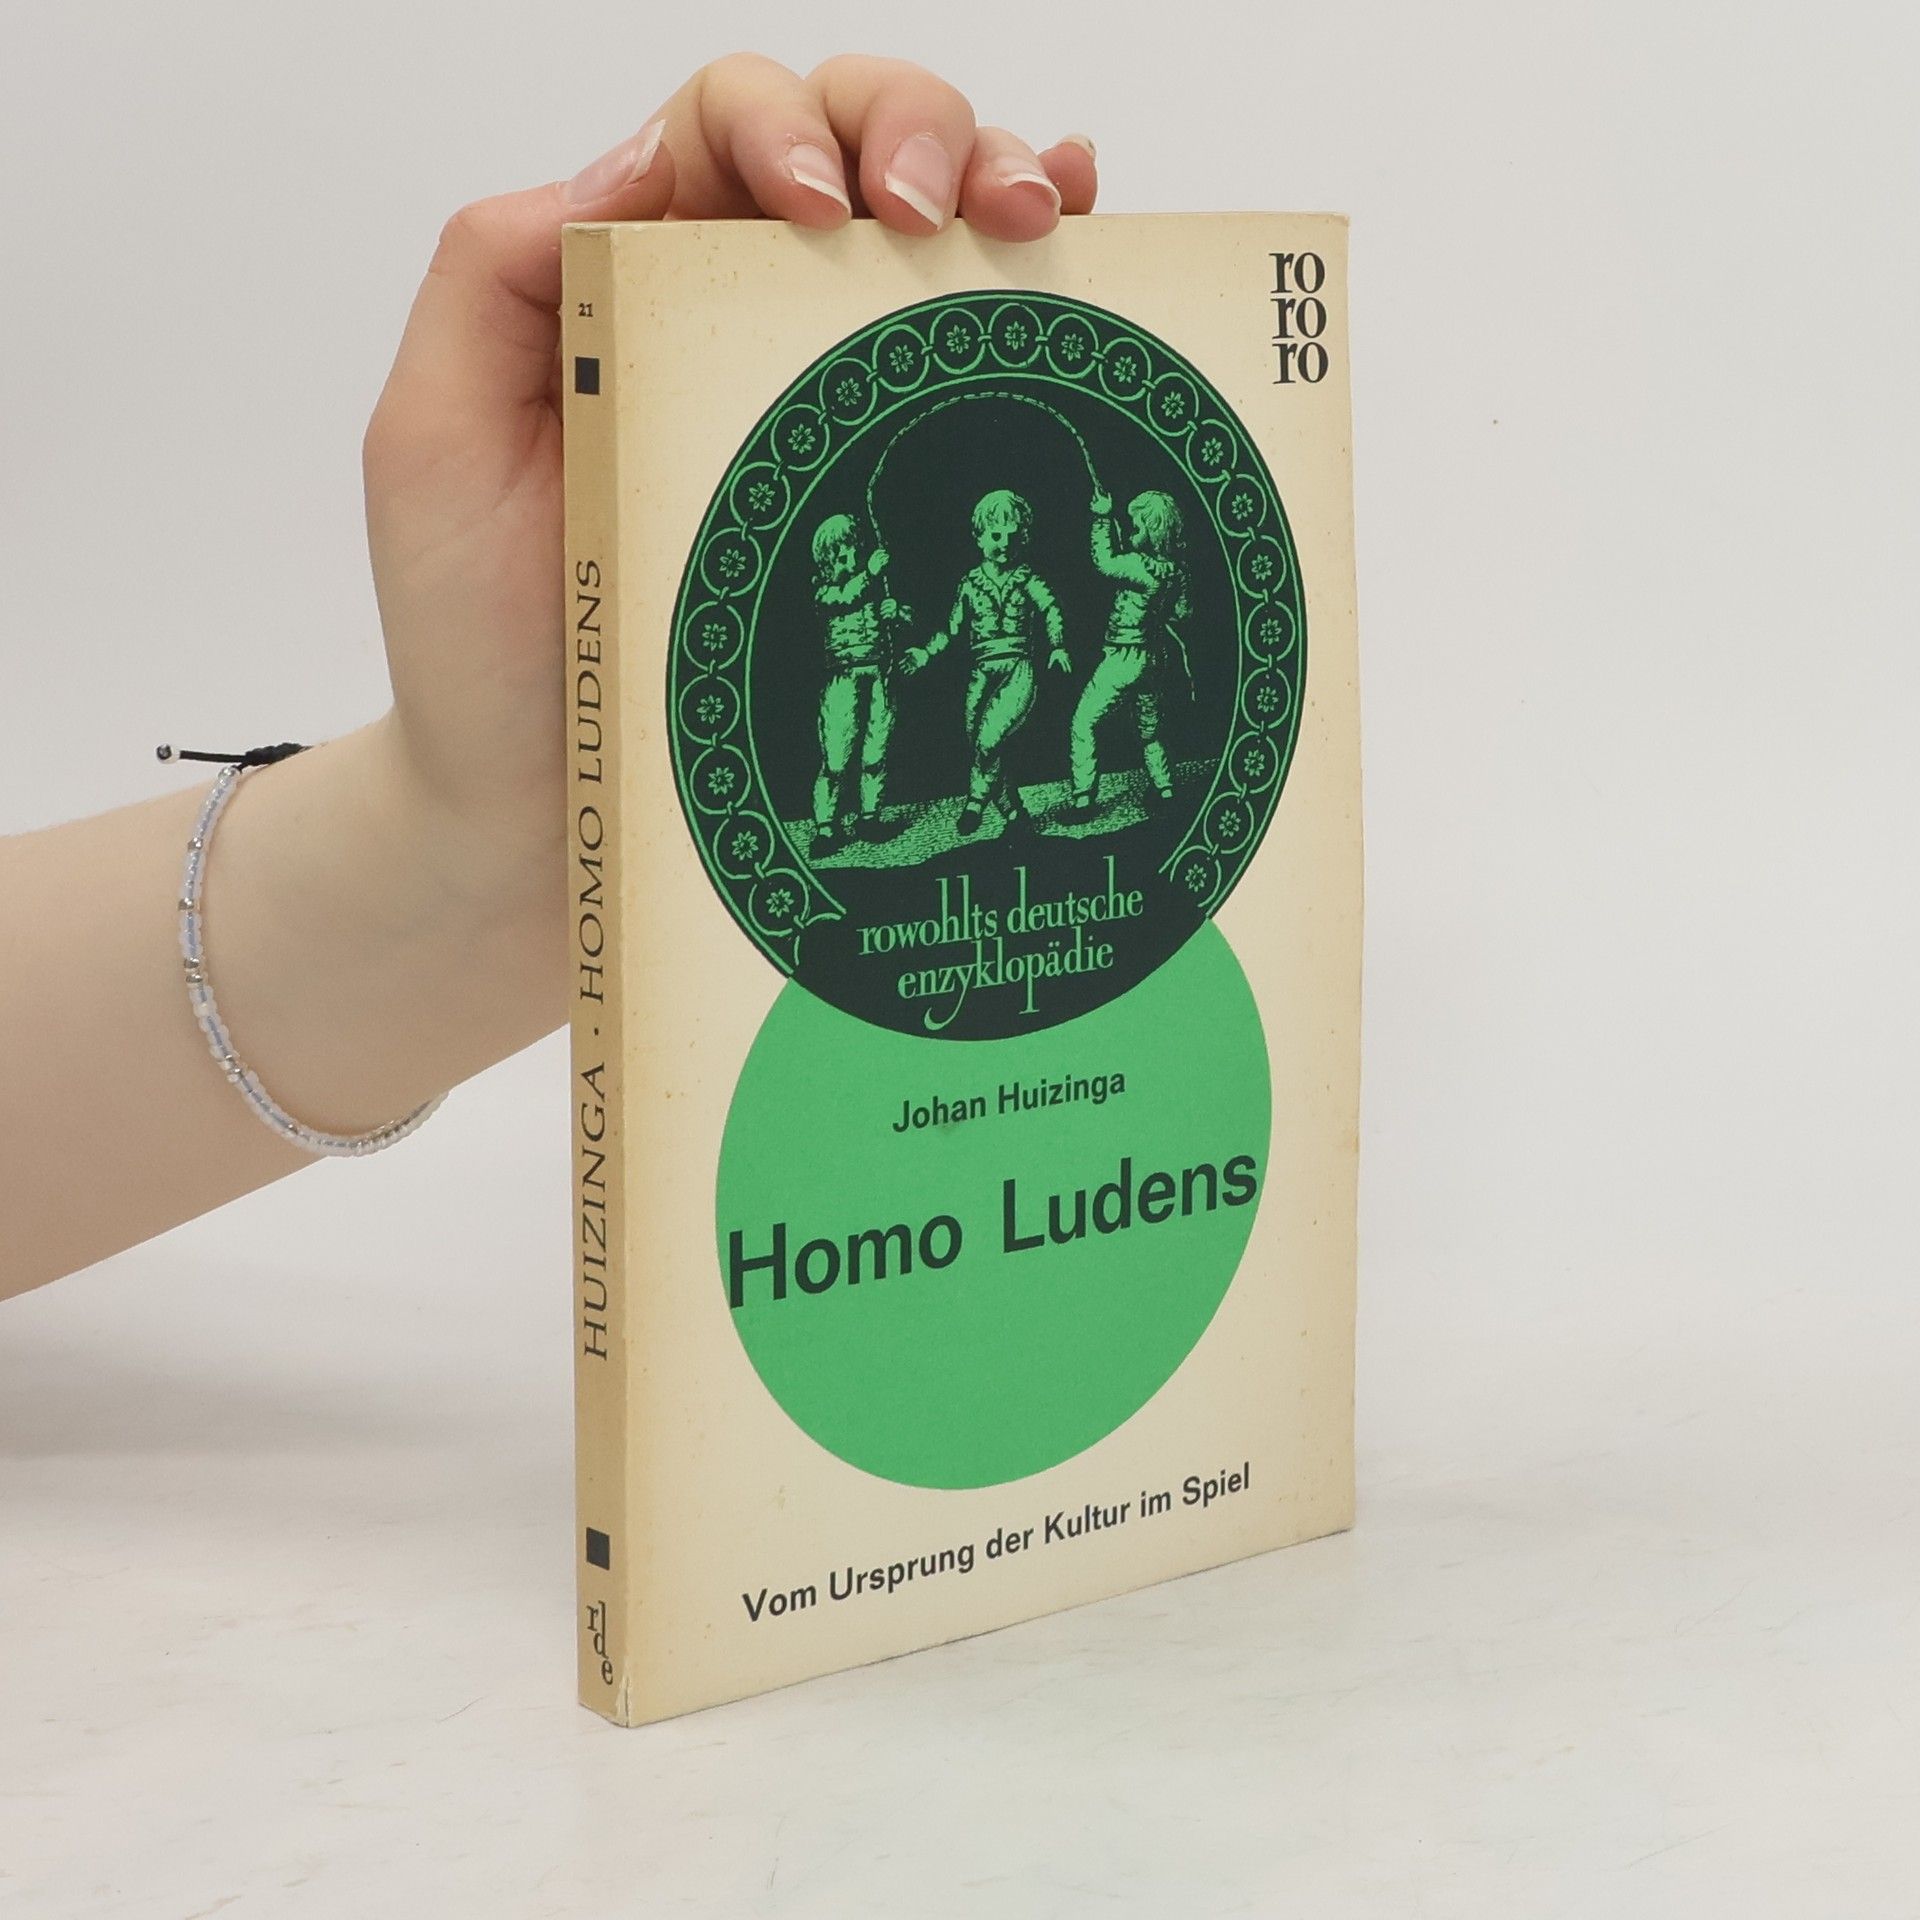 21
HUIZINGA · HOMO LUDENS
rde
ro
ro
ro
rowohlts deutsche
enzyklopädie
Johan Huizinga
Homo Ludens
Vom Ursprung der Kultur im Spiel